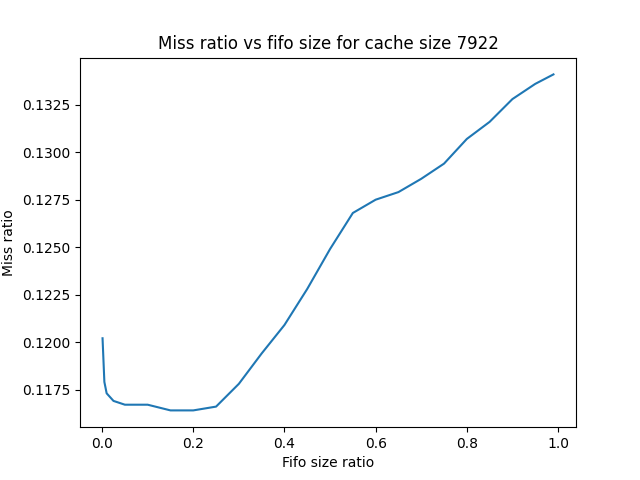 Miss ratio vs fifo size for cache size 7922
Miss ratio
0.1325
0.1300
0.1275
0.1250
0.1225
0.1200
0.1175
0.0 0.2 0.4 0.6 0.8 1.0
Fifo size ratio